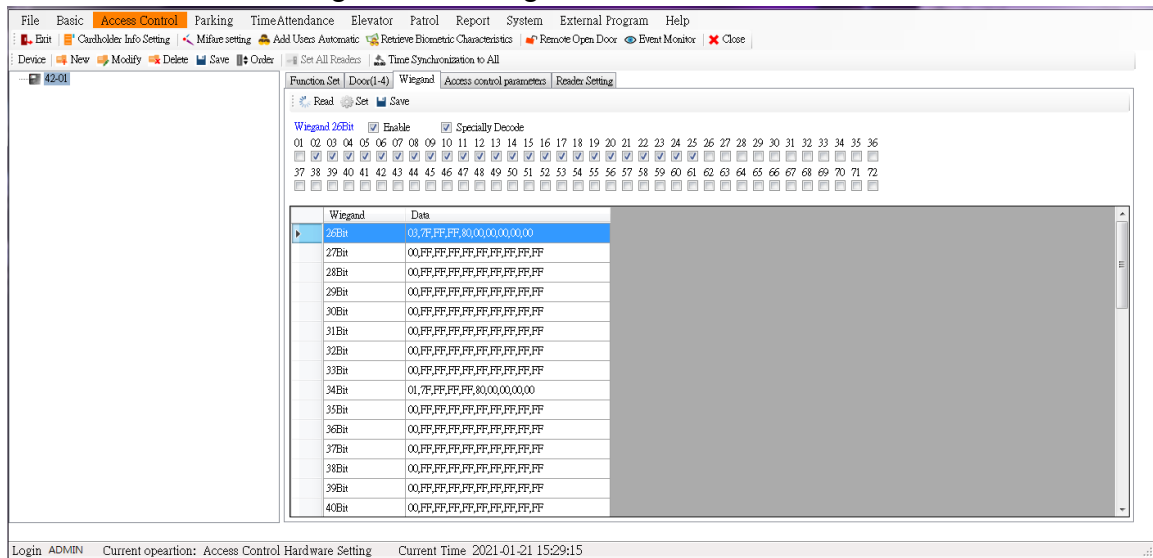 File Basic Access Control Parking TimeAttendance Elevator Patrol Report System External Program Help
Exit Cardholder Info Setting Mifare setting Add Users Automatic Retrieve Biometric Characteristics Remote Open Door Event Monitor Close
Device New Modify Delete Save Order Set All Readers Time Synchronization to All
42-01
Function Set Door(1-4) Wiegand Access control parameters Reader Setting
Read Set Save
Wiegand 26Bit Enable Specially Decode
01 02 03 04 05 06 07 08 09 10 11 12 13 14 15 16 17 18 19 20 21 22 23 24 25 26 27 28 29 30 31 32 33 34 35 36
37 38 39 40 41 42 43 44 45 46 47 48 49 50 51 52 53 54 55 56 57 58 59 60 61 62 63 64 65 66 67 68 69 70 71 72
Wiegand Data
26Bit 03,7F,FF,FF,80,00,00,00,00,00
27Bit 00,FF,FF,FF,FF,FF,FF,FF,FF,FF
28Bit 00,FF,FF,FF,FF,FF,FF,FF,FF,FF
29Bit 00,FF,FF,FF,FF,FF,FF,FF,FF,FF
30Bit 00,FF,FF,FF,FF,FF,FF,FF,FF,FF
31Bit 00,FF,FF,FF,FF,FF,FF,FF,FF,FF
32Bit 00,FF,FF,FF,FF,FF,FF,FF,FF,FF
33Bit 00,FF,FF,FF,FF,FF,FF,FF,FF,FF
34Bit 01,7F,FF,FF,FF,80,00,00,00,00
35Bit 00,FF,FF,FF,FF,FF,FF,FF,FF,FF
36Bit 00,FF,FF,FF,FF,FF,FF,FF,FF,FF
37Bit 00,FF,FF,FF,FF,FF,FF,FF,FF,FF
38Bit 00,FF,FF,FF,FF,FF,FF,FF,FF,FF
39Bit 00,FF,FF,FF,FF,FF,FF,FF,FF,FF
40Bit 00,FF,FF,FF,FF,FF,FF,FF,FF,FF
Login ADMIN Current opeartion: Access Control Hardware Setting Current Time 2021-01-21 15:29:15